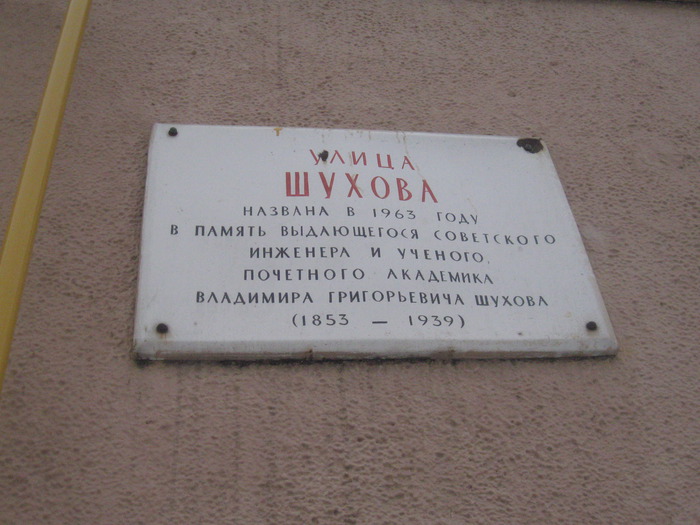 УЛИЦА
ШУХОВА
НАЗВАНА В 1963 ГОДУ
В ПАМЯТЬ ВЫДАЮЩЕГОСЯ СОВЕТСКОГО
ИНЖЕНЕРА И УЧЕНОГО,
ПОЧЕТНОГО АКАДЕМИКА
ВЛАДИМИРА ГРИГОРЬЕВИЧА ШУХОВА
(1853 — 1939)